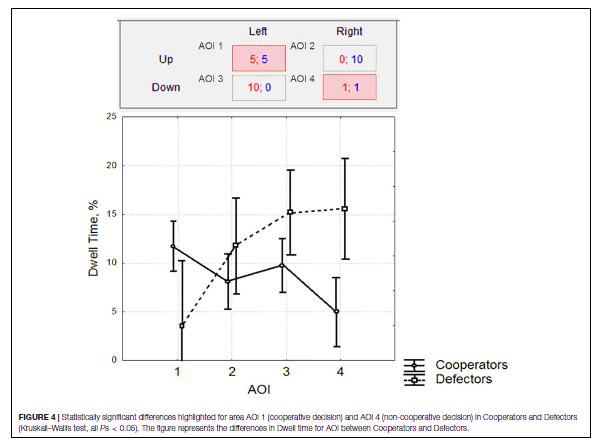 Left Right
AOI 1 AOI 2
Up 5; 5 0; 10
AOI 3 AOI 4
Down 10; 0 1; 1
25
20
15
10
5
0
Dwell Time, %
1 2 3 4
AOI
Cooperators
Defectors
FIGURE 4 | Statistically significant differences highlighted for area AOI 1 (cooperative decision) and AOI 4 (non-cooperative decision) in Cooperators and Defectors
(Kruskall–Wallis test, all Ps < 0.05). The figure represents the differences in Dwell time for AOI between Cooperators and Defectors.